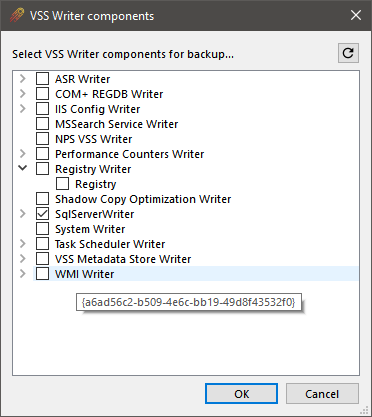 VSS Writer components
Select VSS Writer components for backup...
ASR Writer
COM+ REGDB Writer
IIS Config Writer
MSSearch Service Writer
NPS VSS Writer
Performance Counters Writer
Registry Writer
Registry
Shadow Copy Optimization Writer
SqlServerWriter
System Writer
Task Scheduler Writer
VSS Metadata Store Writer
WMI Writer
{a6ad56c2-b509-4e6c-bb19-49d8f43532f0}
OK
Cancel